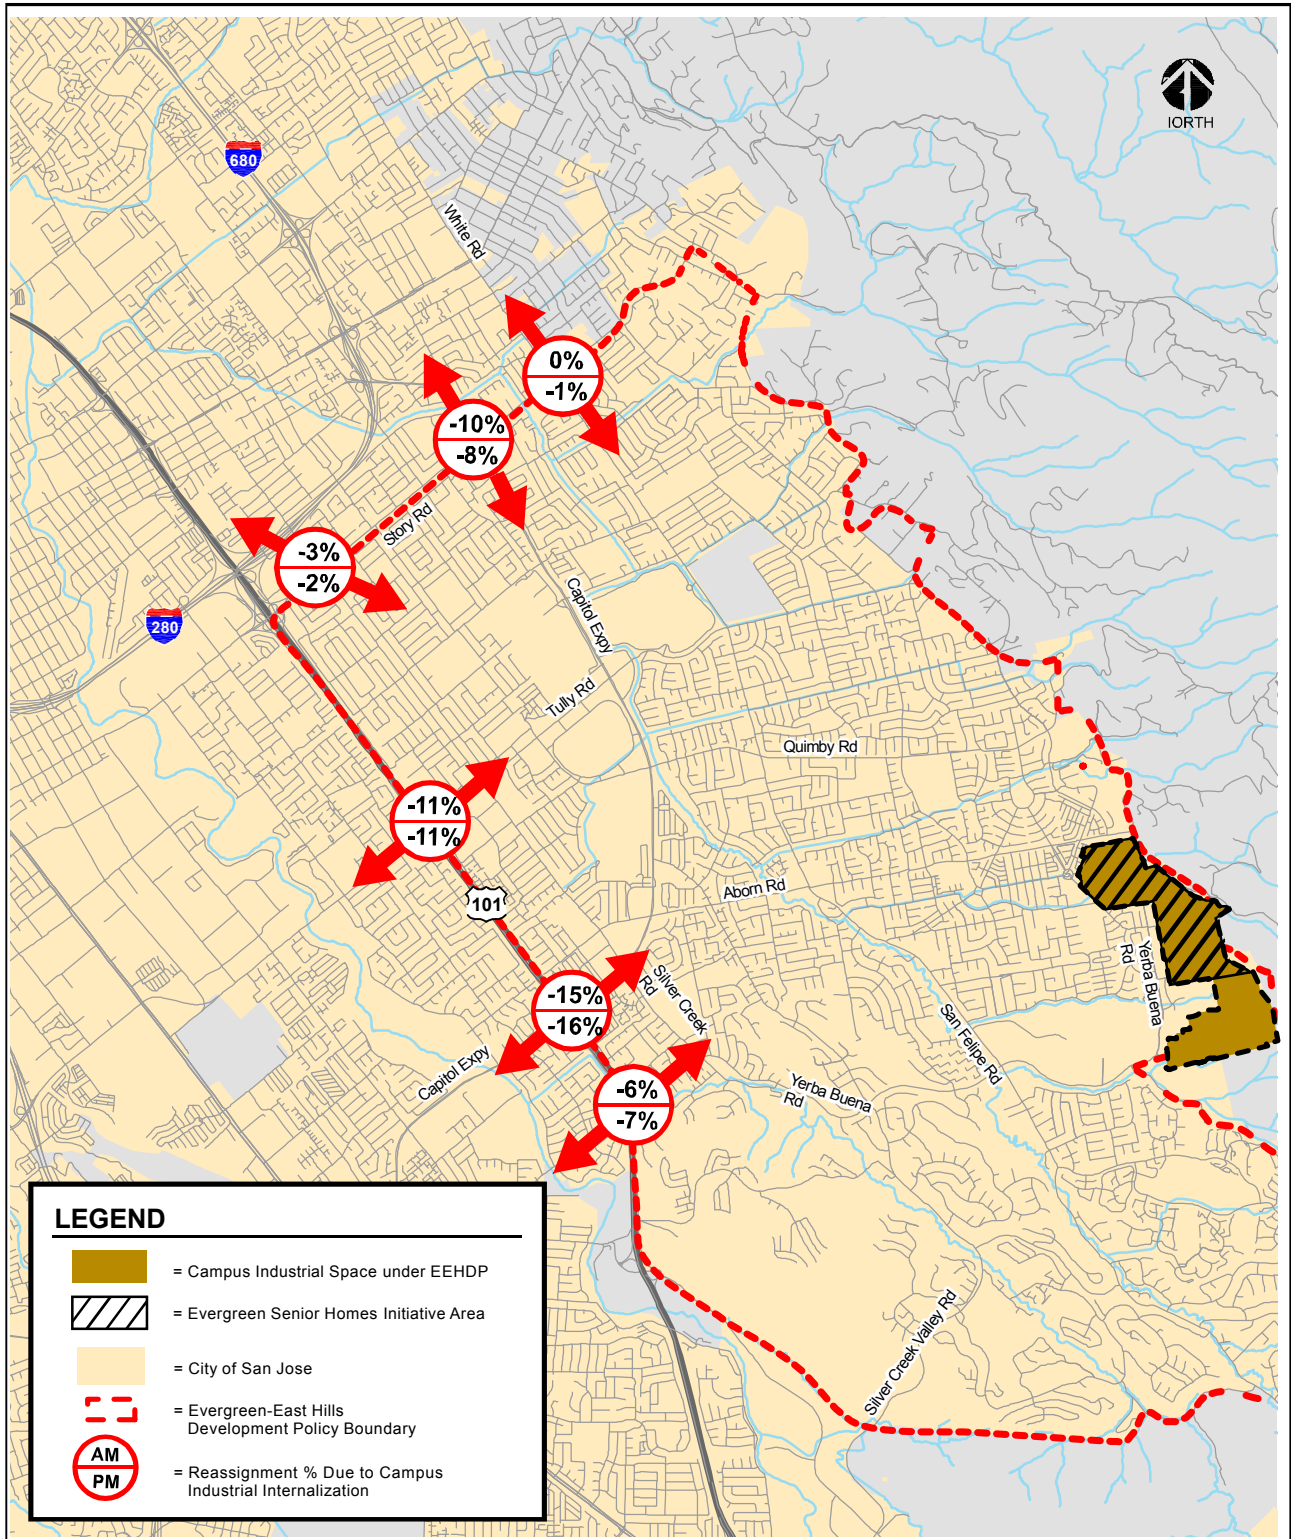 IORTH
680
White Rd
0%
-1%
-10%
-8%
Story Rd
-3%
-2%
280
Capitol Expy
Tully Rd
Quimby Rd
-11%
-11%
101
Aborn Rd
Yerba Buena
Rd
-15%
-16%
Silver Creek
Rd
San Felipe Rd
Capitol Expy
-6%
-7%
Yerba Buena
Rd
Silver Creek Valley Rd
LEGEND
= Campus Industrial Space under EEHDP
= Evergreen Senior Homes Initiative Area
= City of San Jose
= Evergreen-East Hills
Development Policy Boundary
AM
PM
= Reassignment % Due to Campus
Industrial Internalization